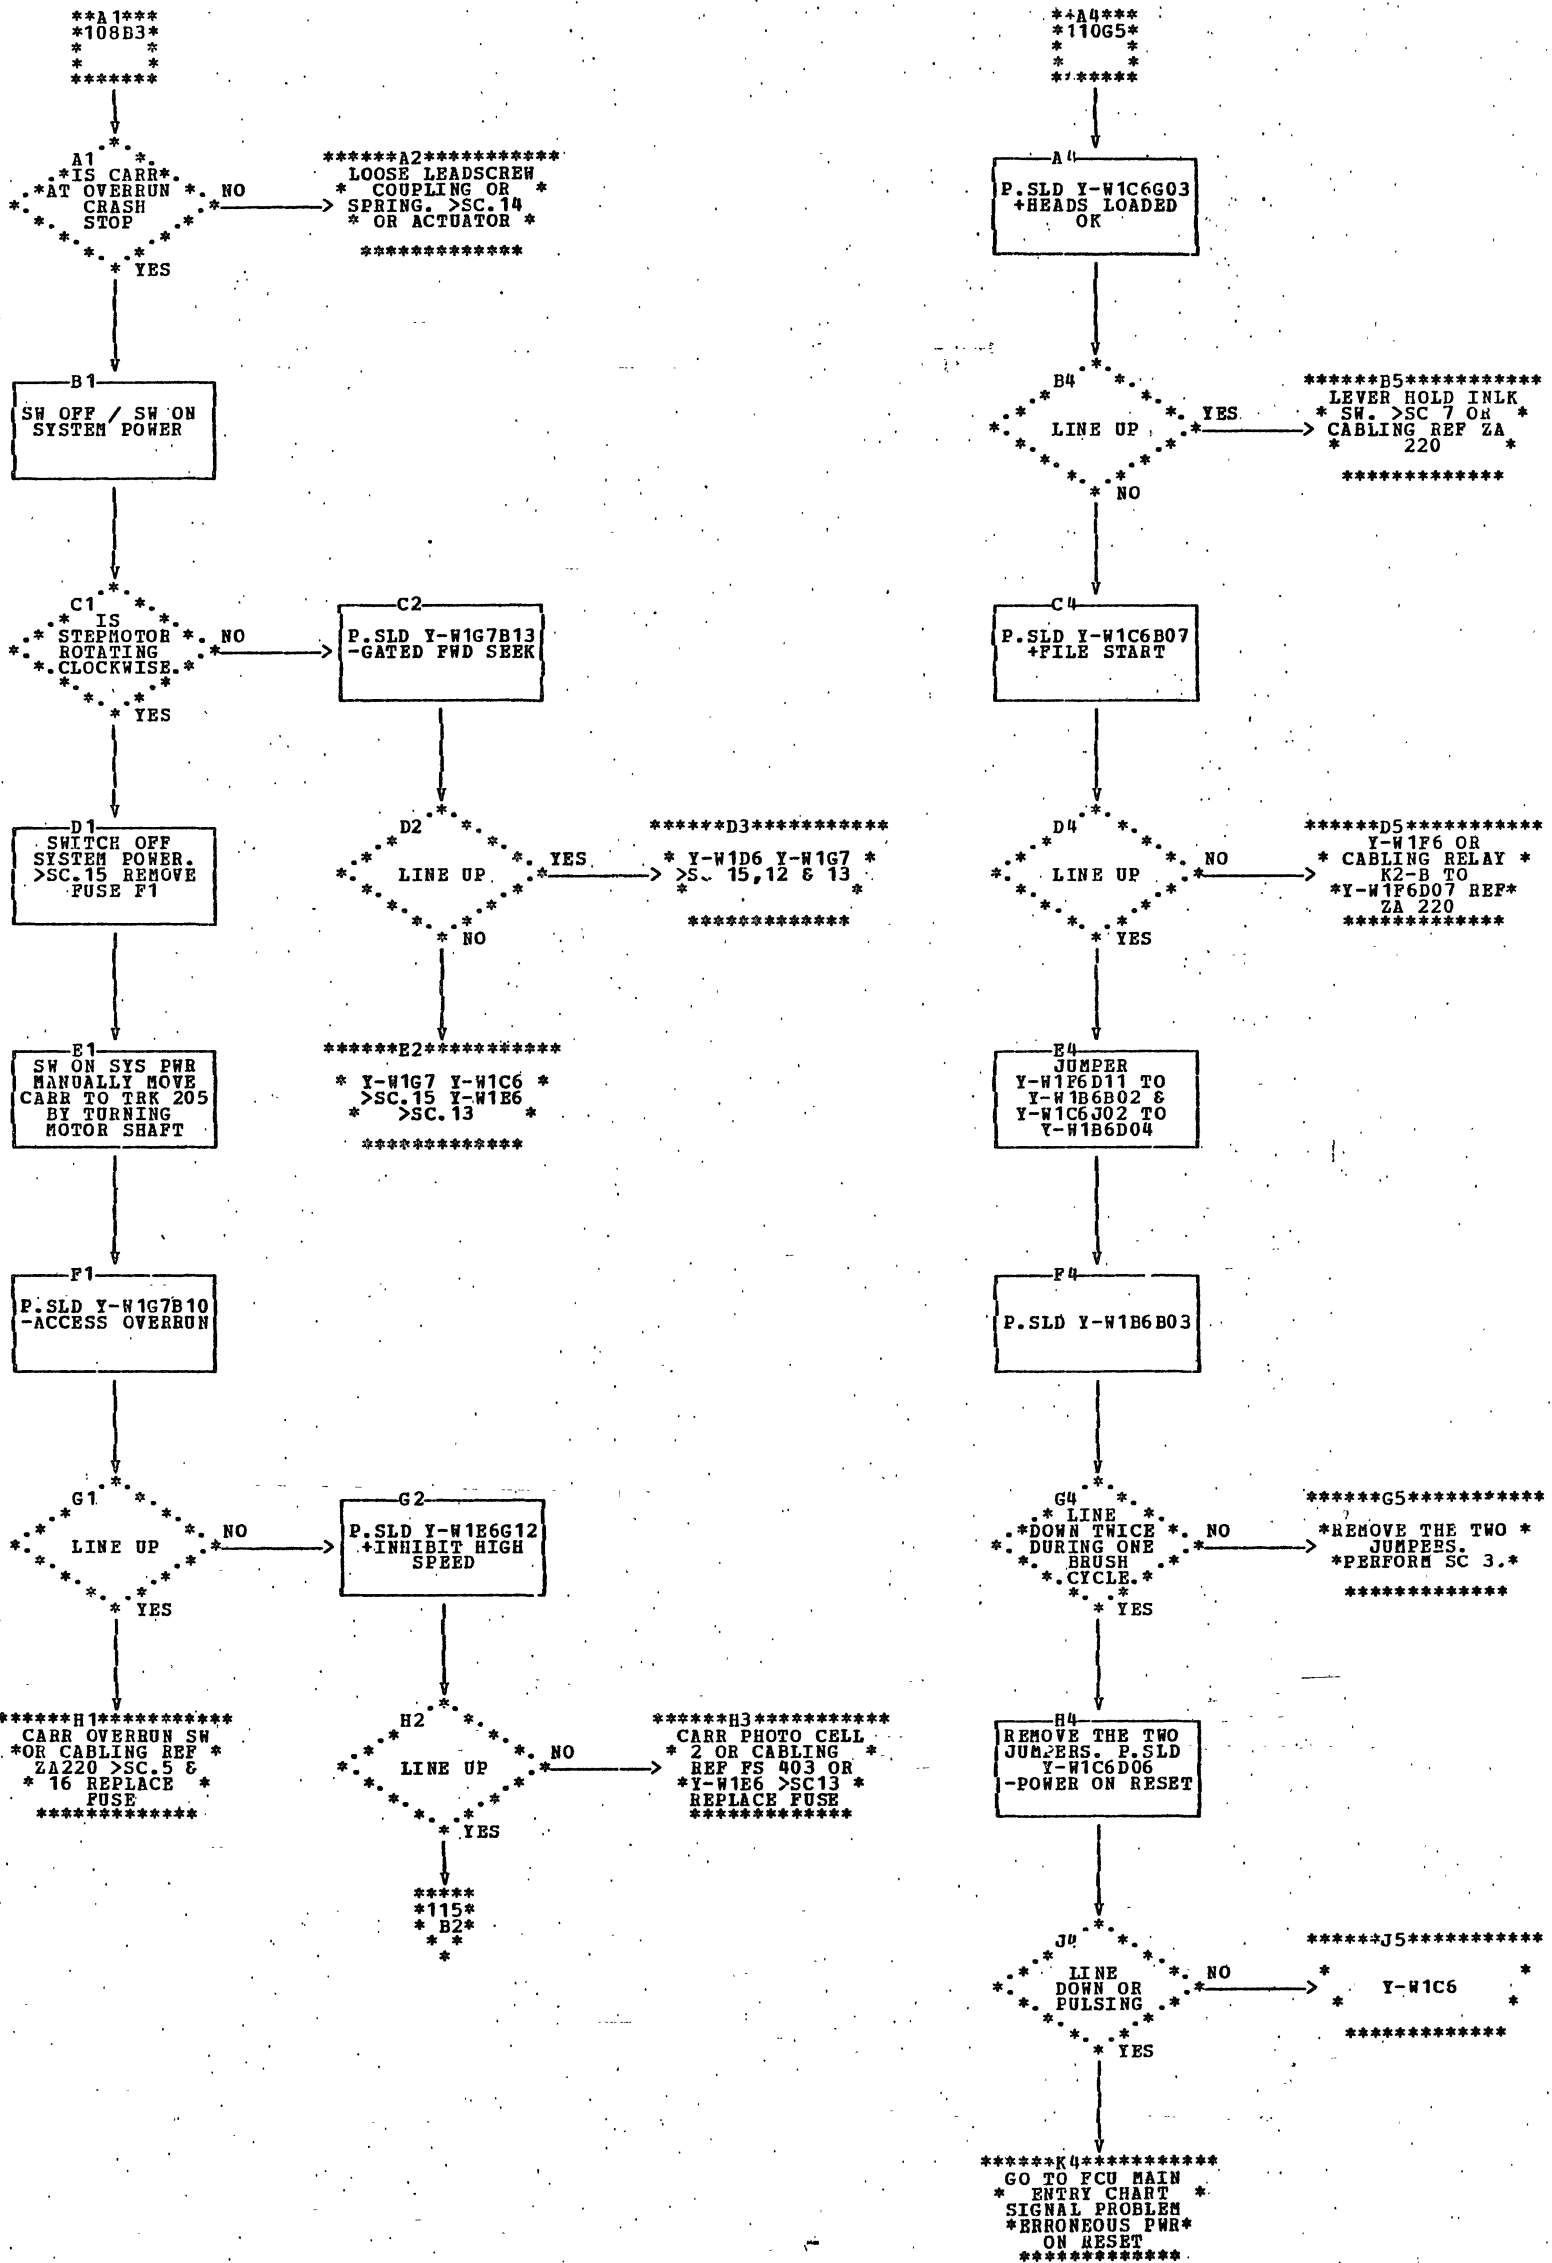 **A1***
*108B3*
*     *
*     *
*******
A1
*IS CARR*
*AT OVERRUN *. NO
CRASH
STOP
* YES
******A2***********
LOOSE LEADSCREW
* COUPLING OR *
SPRING. >SC.14
* OR ACTUATOR *
*************
B1
SW OFF / SW ON
SYSTEM POWER
C1
IS
STEPMOTOR *. NO
ROTATING
CLOCKWISE.
* YES
C2
P.SLD Y-W1G7B13
-GATED FWD SEEK
D1
SWITCH OFF
SYSTEM POWER.
>SC.15 REMOVE
FUSE F1
D2
LINE UP
YES
* NO
******D3***********
* Y-W1D6 Y-W1G7 *
15,12 & 13
*************
E1
SW ON SYS PWR
MANUALLY MOVE
CARR TO TRK 205
BY TURNING
MOTOR SHAFT
******E2***********
* Y-W1G7 Y-W1C6 *
>SC.15 Y-W1E6
* >SC.13 *
*************
F1
P.SLD Y-W1G7B10
-ACCESS OVERRUN
G1
LINE UP
NO
* YES
G2
P.SLD Y-W1E6G12
+INHIBIT HIGH
SPEED
******H1***********
CARR OVERRUN SW
*OR CABLING REF *
ZA220 >SC.5 &
* 16 REPLACE *
FUSE
*************
H2
LINE UP
NO
* YES
******H3***********
CARR PHOTO CELL
* 2 OR CABLING *
REF FS 403 OR
*Y-W1E6 >SC13 *
REPLACE FUSE
*************
*****
*115*
* B2*
* *
*
**A4***
*110G5*
*     *
*     *
*******
A4
P.SLD Y-W1C6G03
+HEADS LOADED
OK
B4
LINE UP
YES
* NO
******B5***********
LEVER HOLD INLK
* SW. >SC 7 OR *
CABLING REF ZA
* 220 *
*************
C4
P.SLD Y-W1C6B07
+FILE START
D4
LINE UP
NO
* YES
******D5***********
Y-W1F6 OR
* CABLING RELAY *
K2-B TO
*Y-W1F6D07 REF*
ZA 220
*************
E4
JUMPER
Y-W1F6D11 TO
Y-W1B6B02 &
Y-W1C6J02 TO
Y-W1B6D04
F4
P.SLD Y-W1B6B03
G4
LINE
*DOWN TWICE *. NO
DURING ONE
BRUSH
CYCLE.
* YES
******G5***********
*REMOVE THE TWO *
JUMPERS.
*PERFORM SC 3.*
*************
H4
REMOVE THE TWO
JUMPERS. P.SLD
Y-W1C6D06
-POWER ON RESET
J4
LINE
DOWN OR
PULSING
NO
* YES
******J5***********
*     *
Y-W1C6
*     *
*************
******K4***********
GO TO FCU MAIN
* ENTRY CHART *
SIGNAL PROBLEM
*ERRONEOUS PWR*
ON RESET
*************